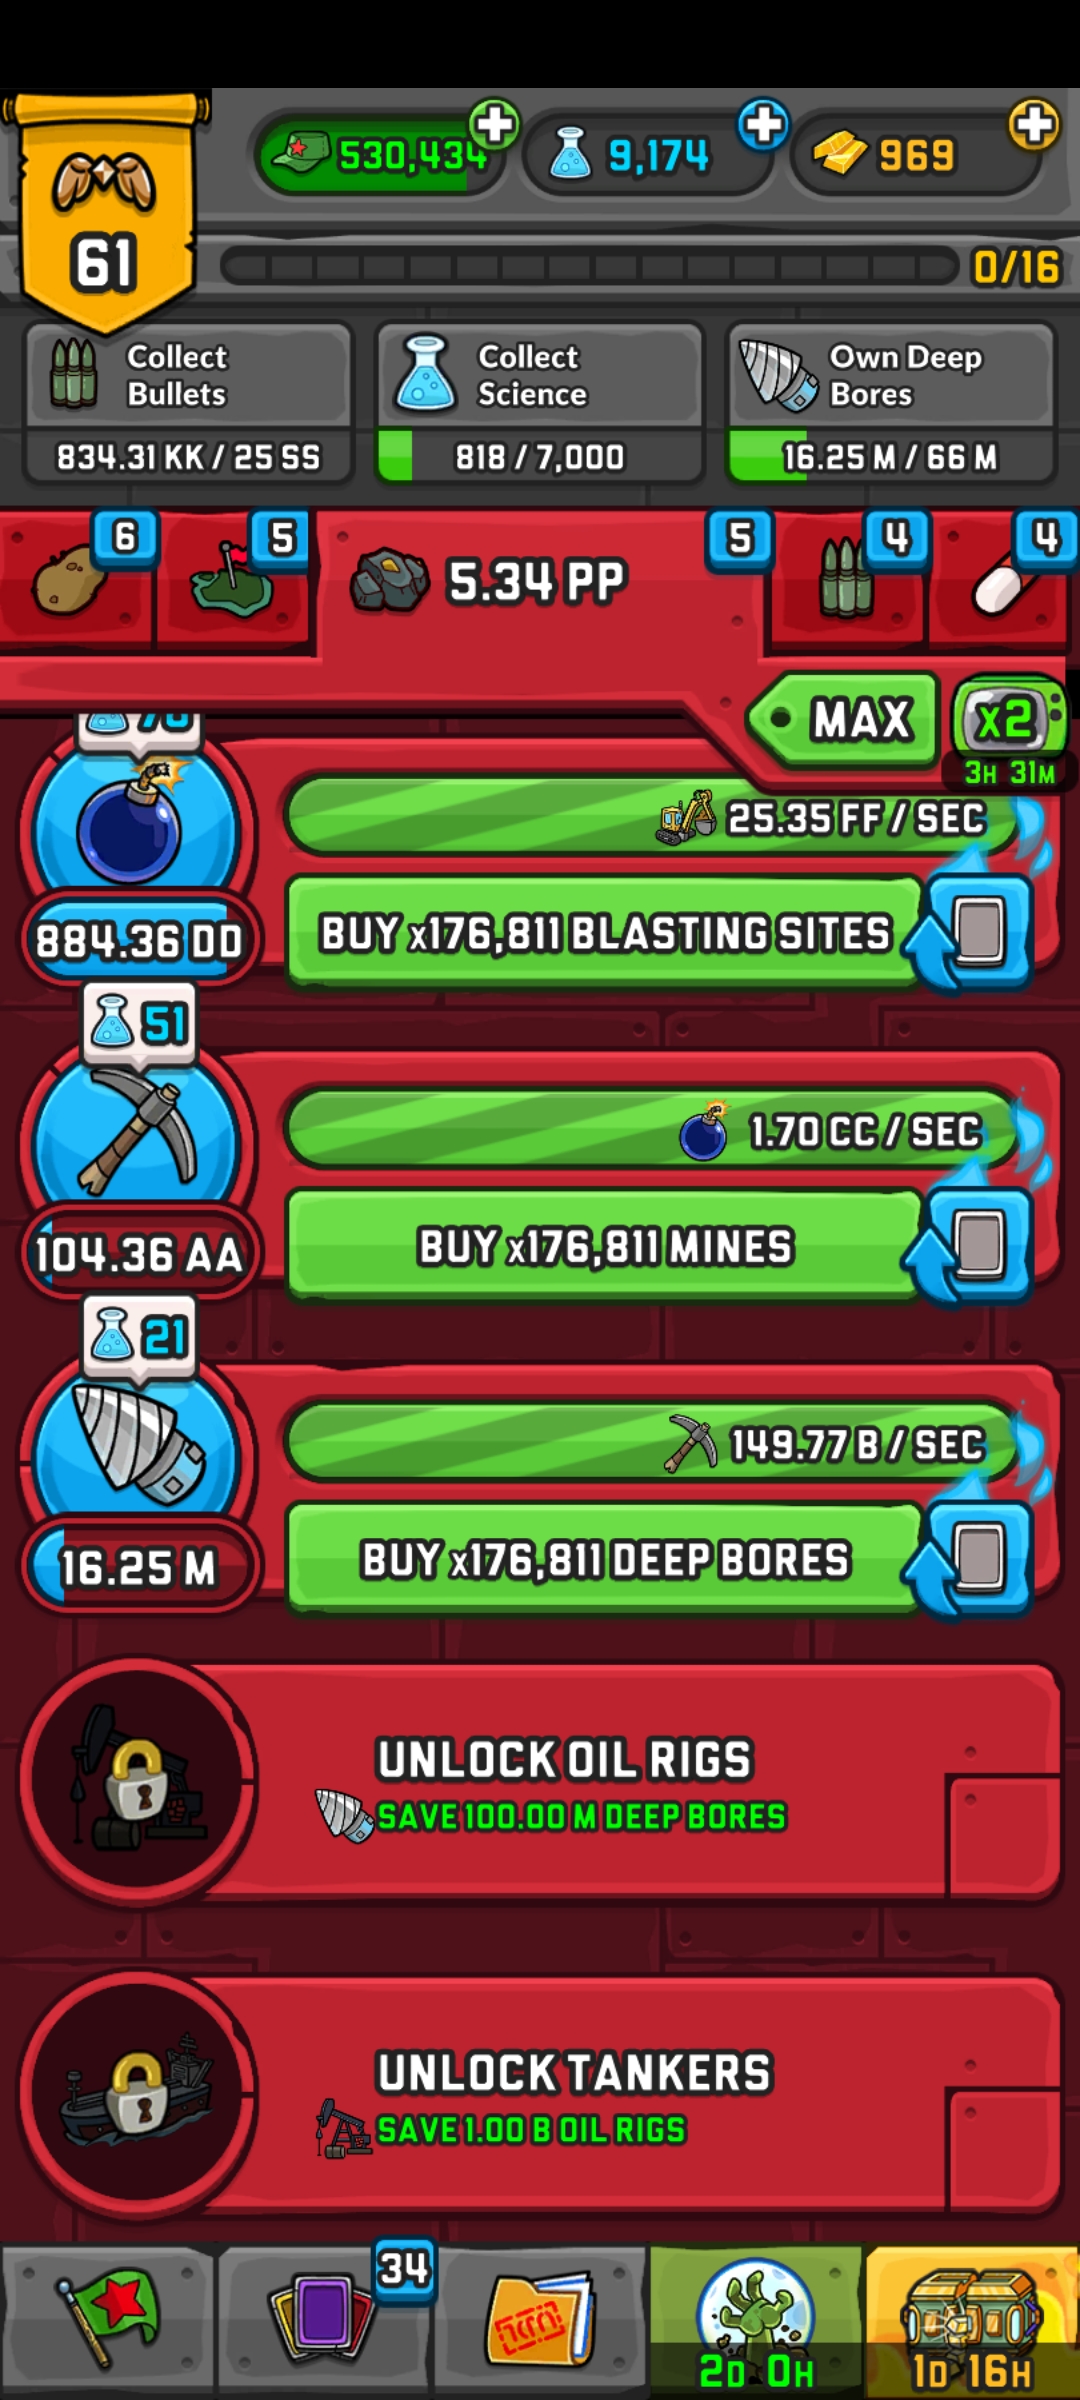 61
530,434
9,174
969
0/16
Collect
Bullets
834.31 KK / 25 SS
Collect
Science
818 / 7,000
Own Deep
Bores
16.25 M / 66 M
6
5
5.34 PP
5
4
4
MAX
x2
3H 31M
25.35 FF / SEC
BUY x176,811 BLASTING SITES
884.36 DD
51
1.70 CC / SEC
BUY x176,811 MINES
104.36 AA
21
149.77 B / SEC
BUY x176,811 DEEP BORES
16.25 M
UNLOCK OIL RIGS
SAVE 100.00 M DEEP BORES
UNLOCK TANKERS
SAVE 1.00 B OIL RIGS
34
2D 0H
1D 16H